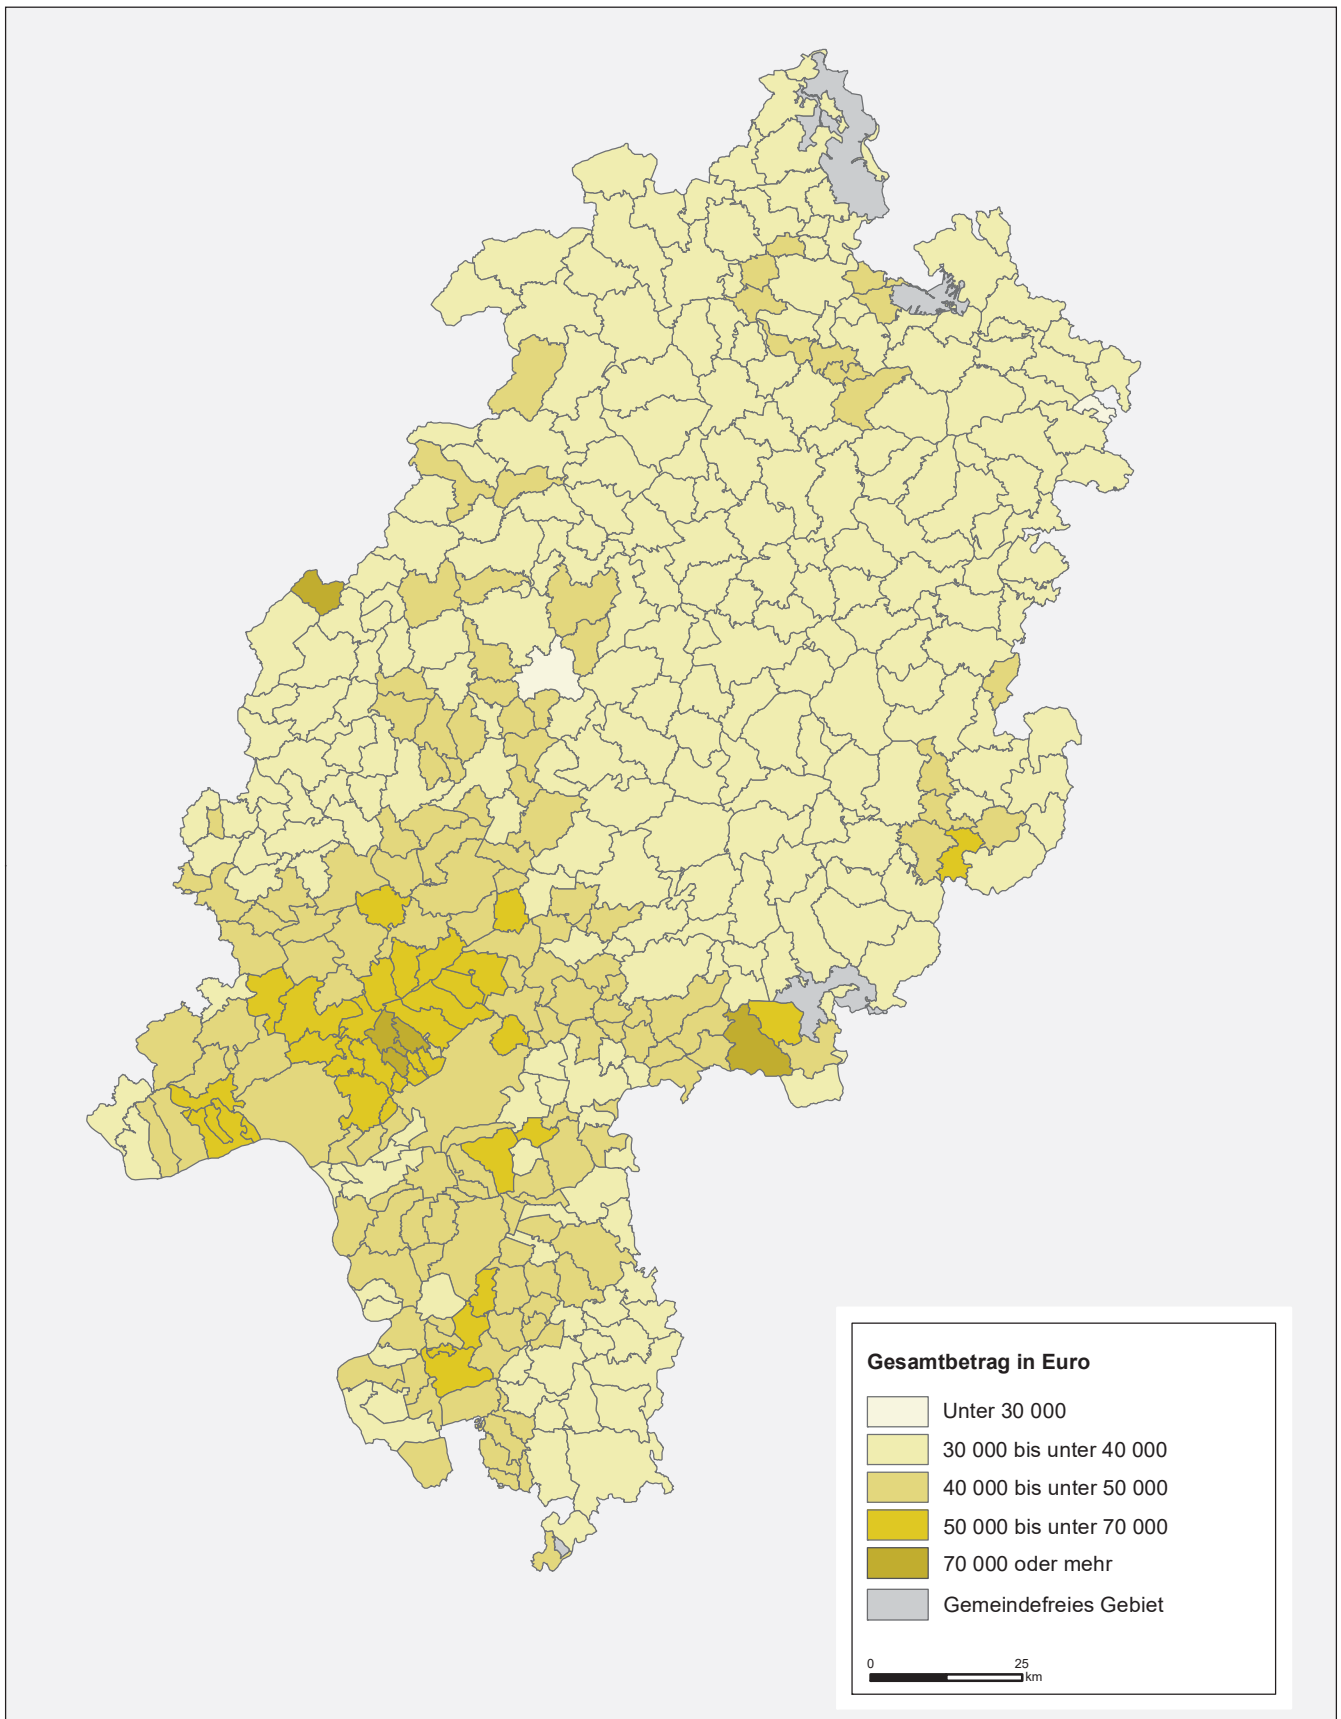 Gesamtbetrag in Euro
Unter 30 000
30 000 bis unter 40 000
40 000 bis unter 50 000
50 000 bis unter 70 000
70 000 oder mehr
Gemeindefreies Gebiet
0 25
km